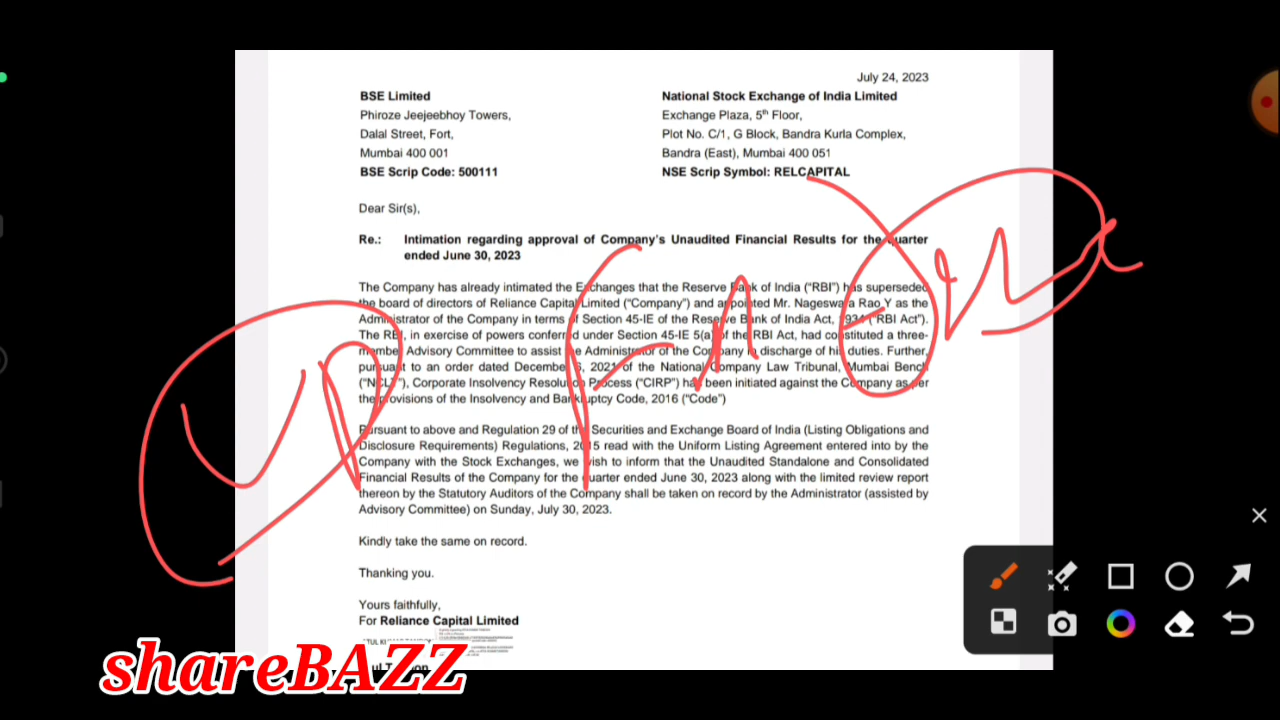 July 24, 2023
BSE Limited
Phiroze Jeejeebhoy Towers,
Dalal Street, Fort,
Mumbai 400 001
BSE Scrip Code: 500111
National Stock Exchange of India Limited
Exchange Plaza, 5th Floor,
Plot No. C/1, G Block, Bandra Kurla Complex,
Bandra (East), Mumbai 400 051
NSE Scrip Symbol: RELCAPITAL
Dear Sir(s),
Re.: Intimation regarding approval of Company's Unaudited Financial Results for the quarter
ended June 30, 2023
The Company has already intimated the Exchanges that the Reserve Bank of India ("RBI") has superseded
the board of directors of Reliance Capital Limited ("Company") and appointed Mr. Nageswara Rao Y as the
Administrator of the Company in terms of Section 45-IE of the Reserve Bank of India Act, 1934 ("RBI Act").
The RBI, in exercise of powers conferred under Section 45-IE 5(a) of the RBI Act, had constituted a three-
member Advisory Committee to assist the Administrator of the Company in discharge of his duties. Further,
pursuant to an order dated December 6, 2021 of the National Company Law Tribunal, Mumbai Bench
("NCLT"), Corporate Insolvency Resolution Process ("CIRP") has been initiated against the Company as per
the provisions of the Insolvency and Bankruptcy Code, 2016 ("Code")
Pursuant to above and Regulation 29 of the Securities and Exchange Board of India (Listing Obligations and
Disclosure Requirements) Regulations, 2015 read with the Uniform Listing Agreement entered into by the
Company with the Stock Exchanges, we wish to inform that the Unaudited Standalone and Consolidated
Financial Results of the Company for the quarter ended June 30, 2023 along with the limited review report
thereon by the Statutory Auditors of the Company shall be taken on record by the Administrator (assisted by
Advisory Committee) on Sunday, July 30, 2023.
Kindly take the same on record.
Thanking you.
Yours faithfully,
For Reliance Capital Limited
shareBAZZ